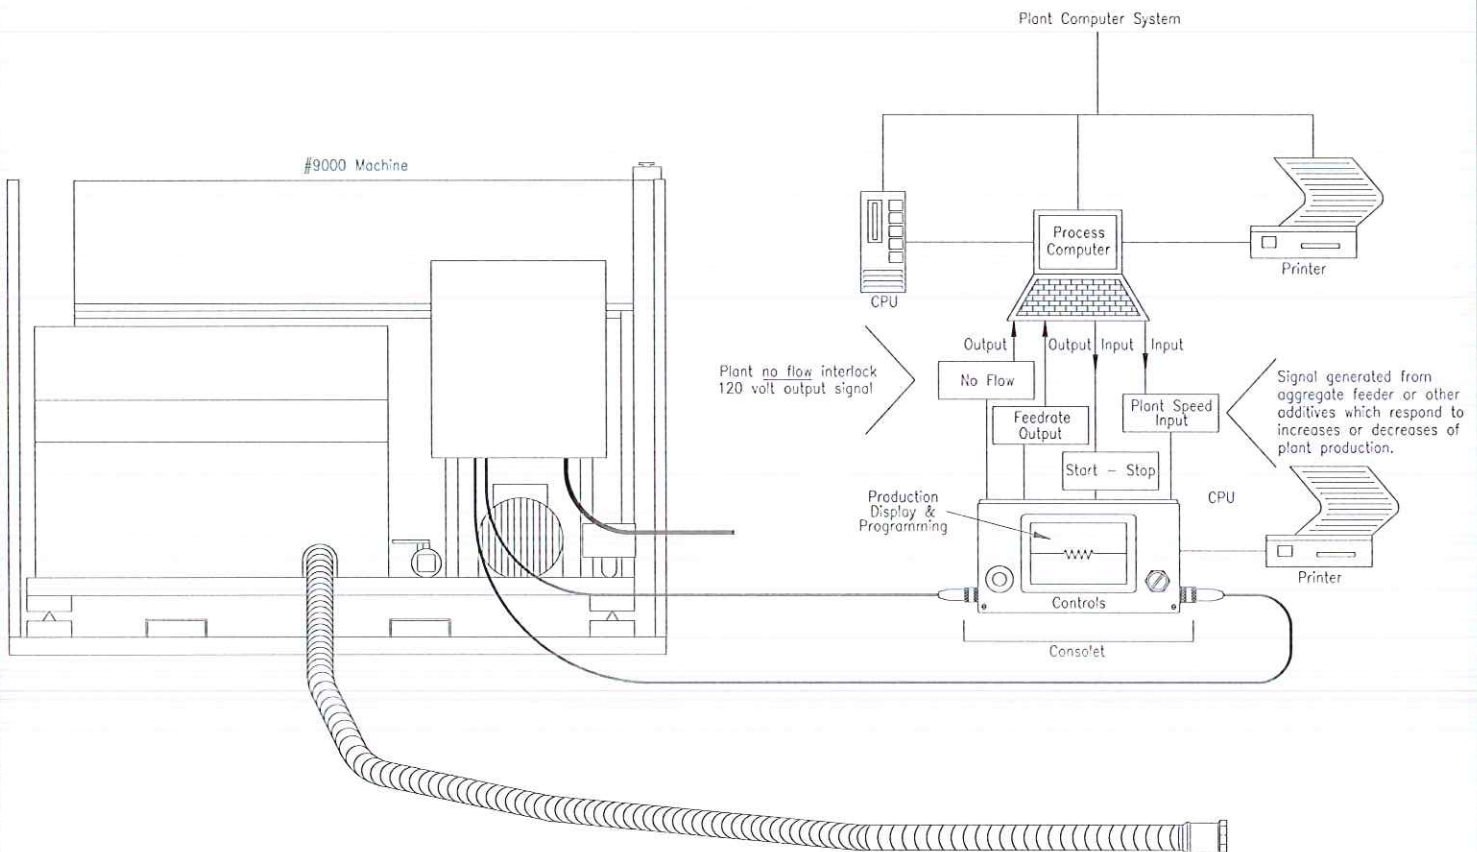 Plant Computer System
#9000 Machine
Process
Computer
Printer
CPU
Output
Output
Input
Input
Plant no flow interlock
120 volt output signal
No Flow
Feedrate
Output
Plant Speed
Input
Signal generated from
aggregate feeder or other
additives which respond to
increases or decreases of
plant production.
Start – Stop
Production
Display &
Programming
CPU
Printer
Controls
Consolet